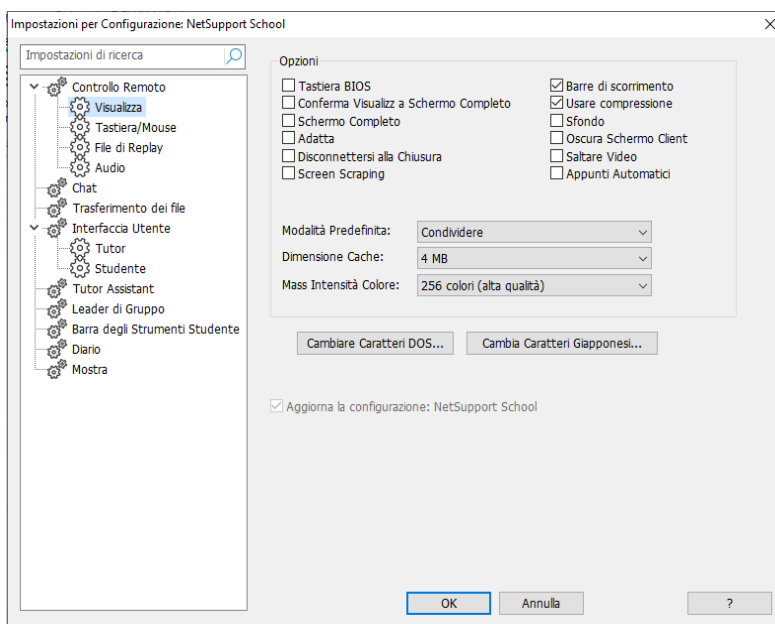 Impostazioni per Configurazione: NetSupport School
Impostazioni di ricerca
Controllo Remoto
Visualizza
Tastiera/Mouse
File di Replay
Audio
Chat
Trasferimento dei file
Interfaccia Utente
Tutor
Studente
Tutor Assistant
Leader di Gruppo
Barra degli Strumenti Studente
Diario
Mostra
Opzioni
Tastiera BIOS
Conferma Visualizz a Schermo Completo
Schermo Completo
Adatta
Disconnettersi alla Chiusura
Screen Scraping
Barre di scorrimento
Usare compressione
Sfondo
Oscura Schermo Client
Saltare Video
Appunti Automatici
Modalità Predefinita: Condividere
Dimensione Cache: 4 MB
Mass Intensità Colore: 256 colori (alta qualità)
Cambiare Caratteri DOS... Cambia Caratteri Giapponesi...
Aggiorna la configurazione: NetSupport School
OK Annulla ?